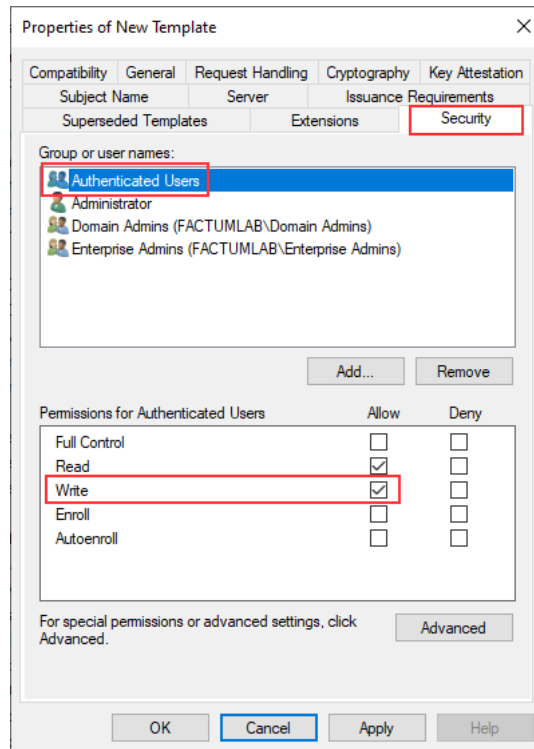 Properties of New Template
Compatibility General Request Handling Cryptography Key Attestation
Subject Name Server Issuance Requirements
Superseded Templates Extensions Security
Group or user names:
Authenticated Users
Administrator
Domain Admins (FACTUMLAB\Domain Admins)
Enterprise Admins (FACTUMLAB\Enterprise Admins)
Add... Remove
Permissions for Authenticated Users Allow Deny
Full Control
Read
Write
Enroll
Autoenroll
For special permissions or advanced settings, click
Advanced.
Advanced
OK Cancel Apply Help